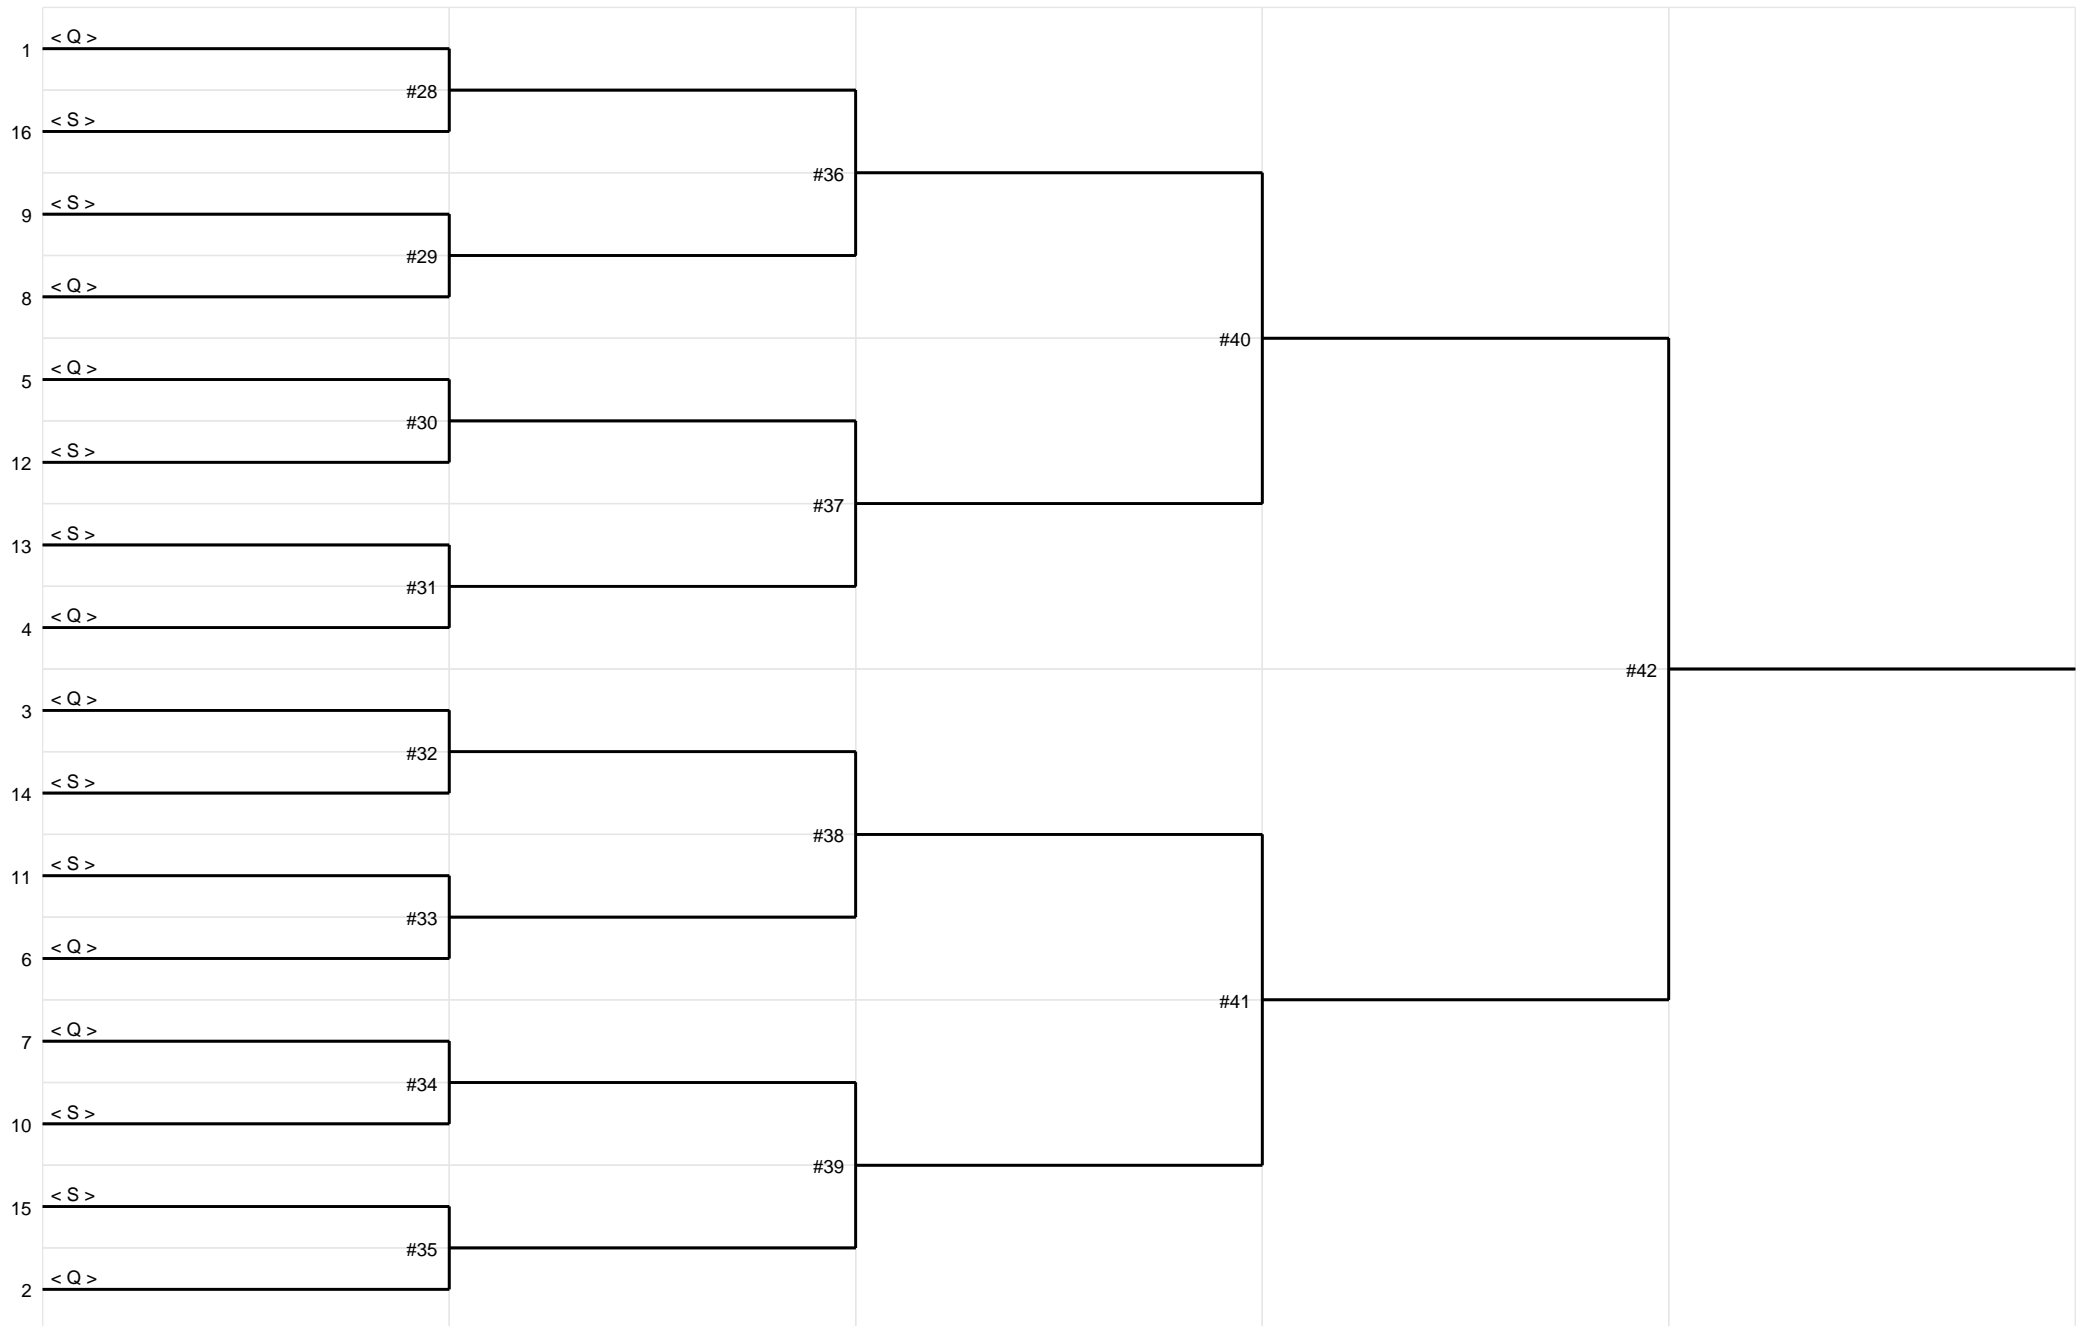 < Q >
1
#28
< S >
16
#36
< S >
9
#29
< Q >
8
#40
< Q >
5
#30
< S >
12
#37
< S >
13
#31
< Q >
4
#42
< Q >
3
#32
< S >
14
#38
< S >
11
#33
< Q >
6
#41
< Q >
7
#34
< S >
10
#39
< S >
15
#35
< Q >
2